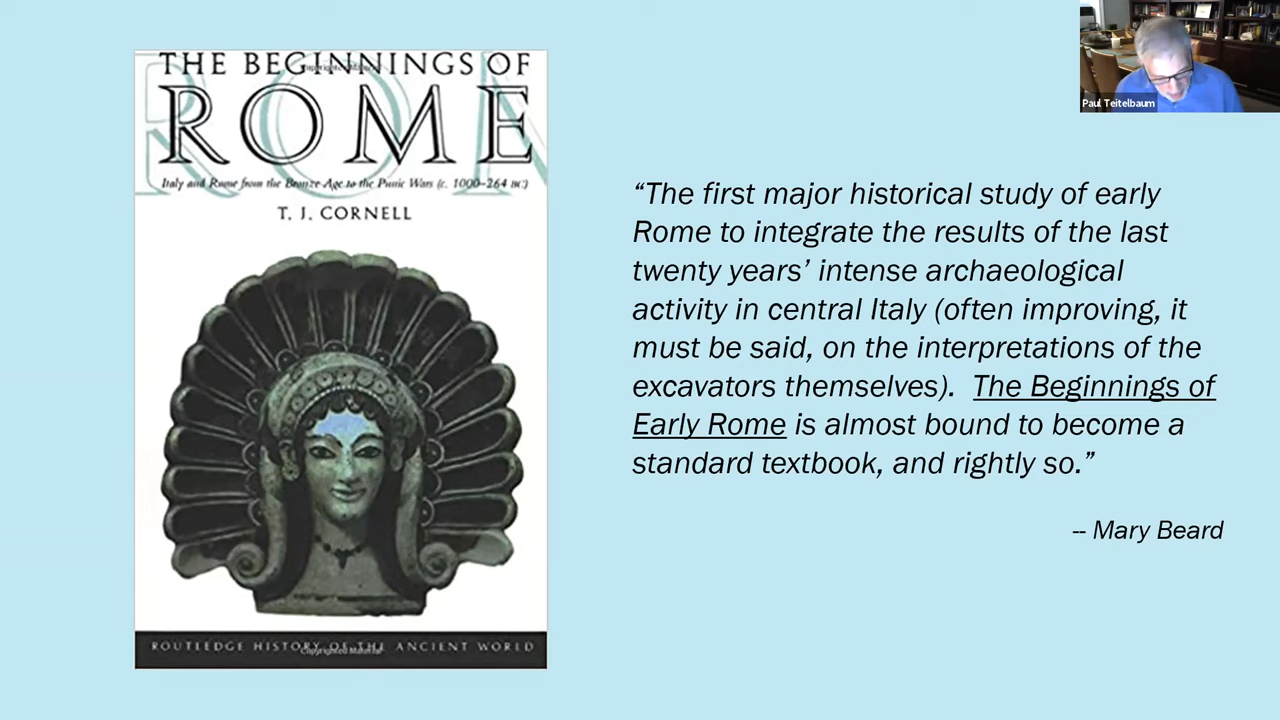 THE BEGINNINGS OF
ROME
Italy and Rome from the Bronze Age to the Punic Wars (c. 1000–264 BC)
T. J. CORNELL
ROUTLEDGE HISTORY OF THE ANCIENT WORLD
Copyrighted Material
Paul Teitelbaum
“The first major historical study of early
Rome to integrate the results of the last
twenty years’ intense archaeological
activity in central Italy (often improving, it
must be said, on the interpretations of the
excavators themselves). The Beginnings of
Early Rome is almost bound to become a
standard textbook, and rightly so.”
-- Mary Beard